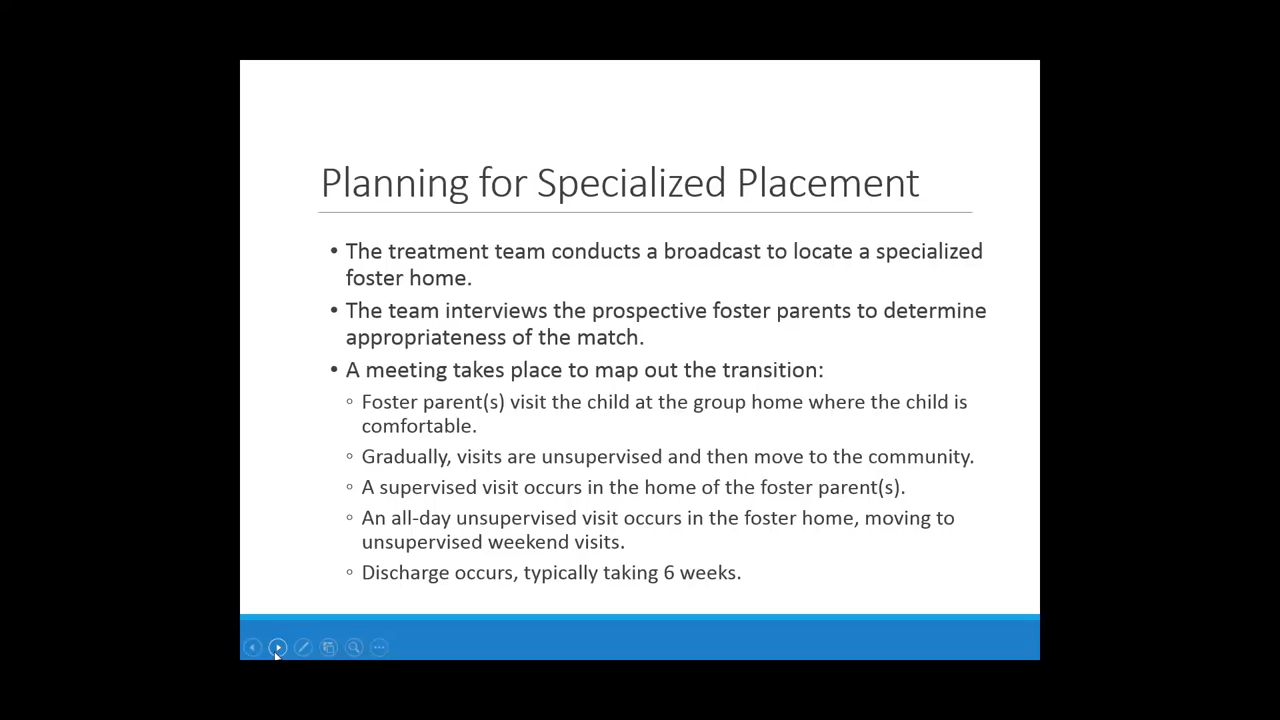 Planning for Specialized Placement
• The treatment team conducts a broadcast to locate a specialized
foster home.
• The team interviews the prospective foster parents to determine
appropriateness of the match.
• A meeting takes place to map out the transition:
◦ Foster parent(s) visit the child at the group home where the child is
comfortable.
◦ Gradually, visits are unsupervised and then move to the community.
◦ A supervised visit occurs in the home of the foster parent(s).
◦ An all-day unsupervised visit occurs in the foster home, moving to
unsupervised weekend visits.
◦ Discharge occurs, typically taking 6 weeks.